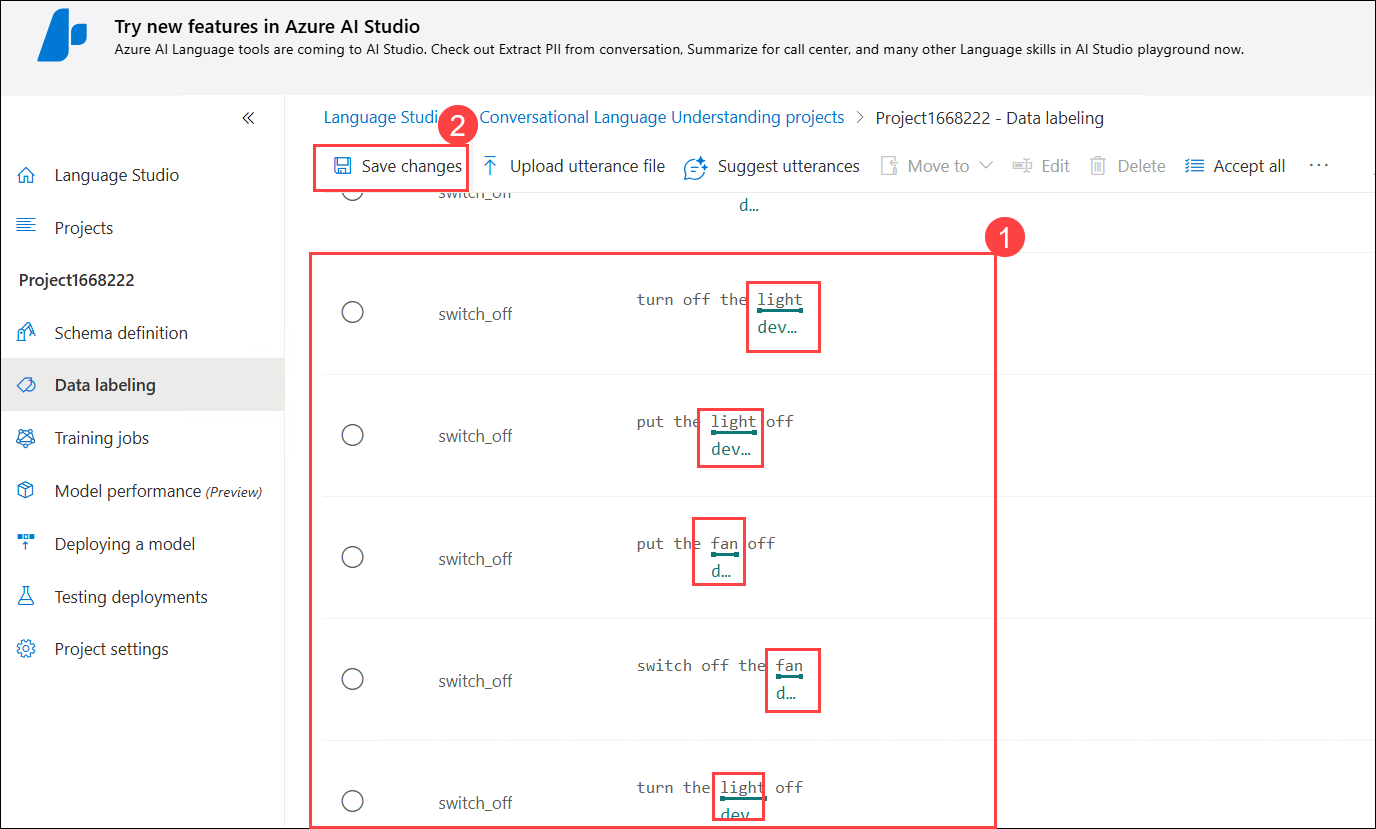 Try new features in Azure AI Studio
Azure AI Language tools are coming to AI Studio. Check out Extract PII from conversation, Summarize for call center, and many other Language skills in AI Studio playground now.
Language Studi 2 Conversational Language Understanding projects > Project1668222 - Data labeling
Save changes Upload utterance file Suggest utterances Move to Edit Delete Accept all ...
Language Studio
switch_off
d...
Projects
1
Project1668222
turn off the light
switch_off
dev...
Schema definition
Data labeling
put the light off
switch_off
dev...
Training jobs
Model performance (Preview)
put the fan off
Deploying a model
switch_off
d...
Testing deployments
Project settings
switch off the fan
switch_off
d...
turn the light off
switch_off
dev